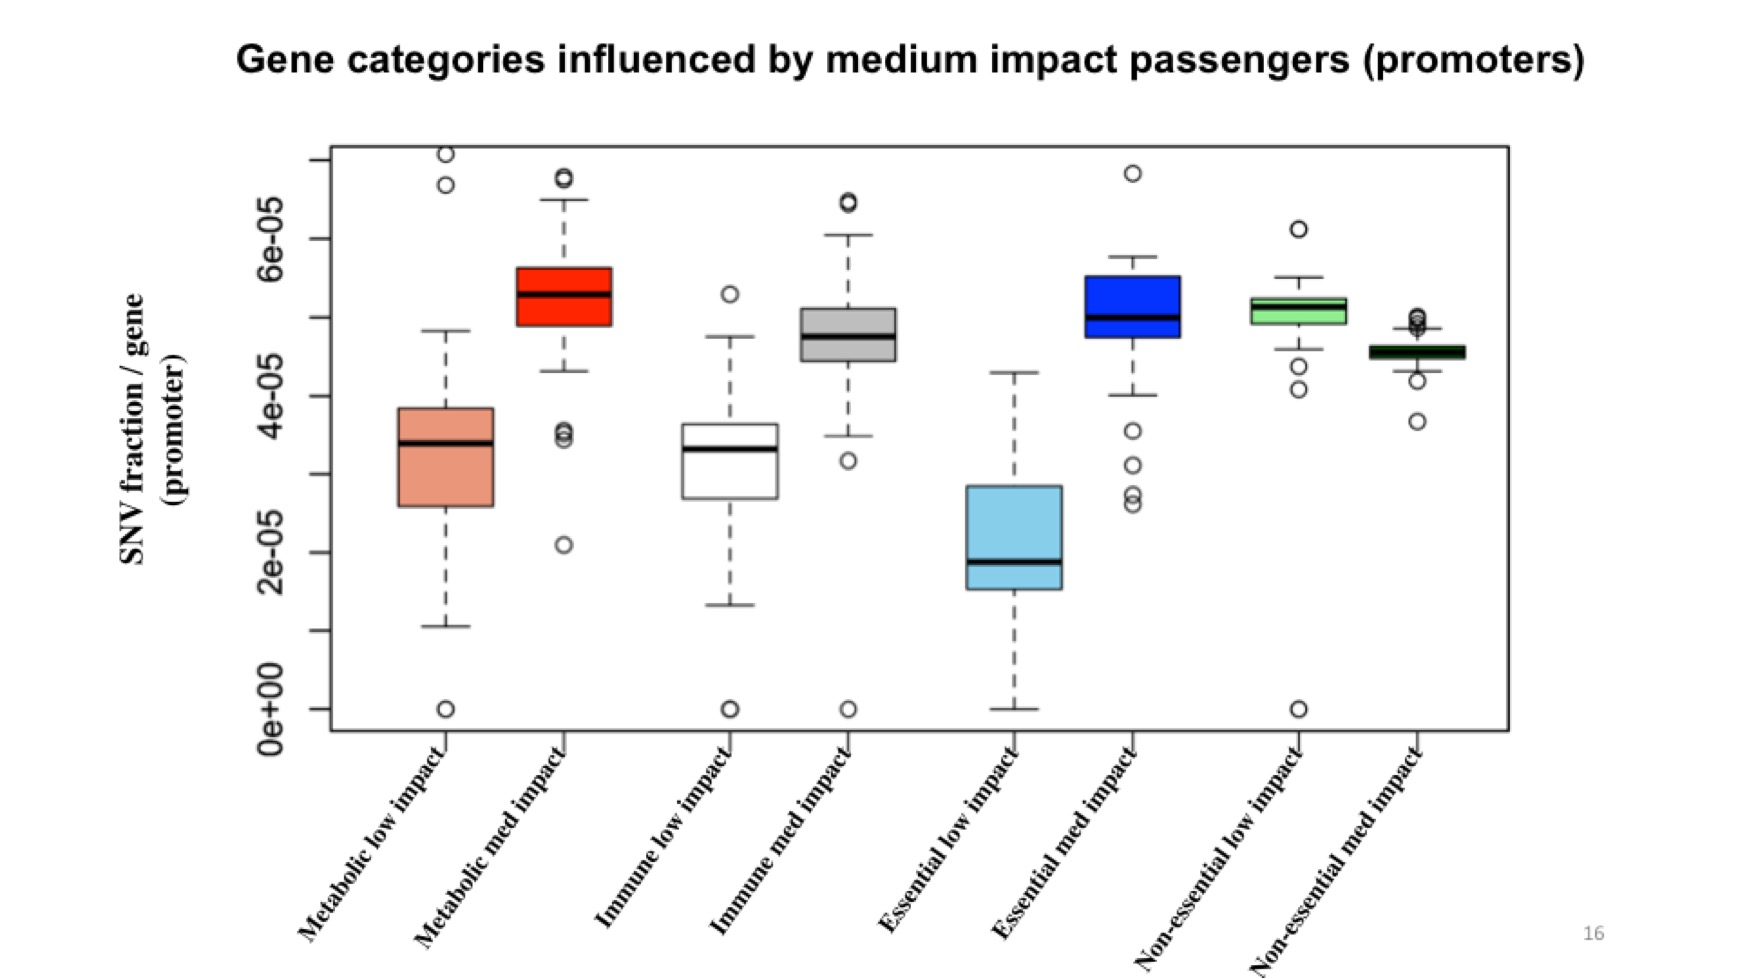 Gene categories influenced by medium impact passengers (promoters)
SNV fraction / gene
(promoter)
6e-05
4e-05
2e-05
0e+00
Metabolic low impact
Metabolic med impact
Immune low impact
Immune med impact
Essential low impact
Essential med impact
Non-essential low impact
Non-essential med impact
16